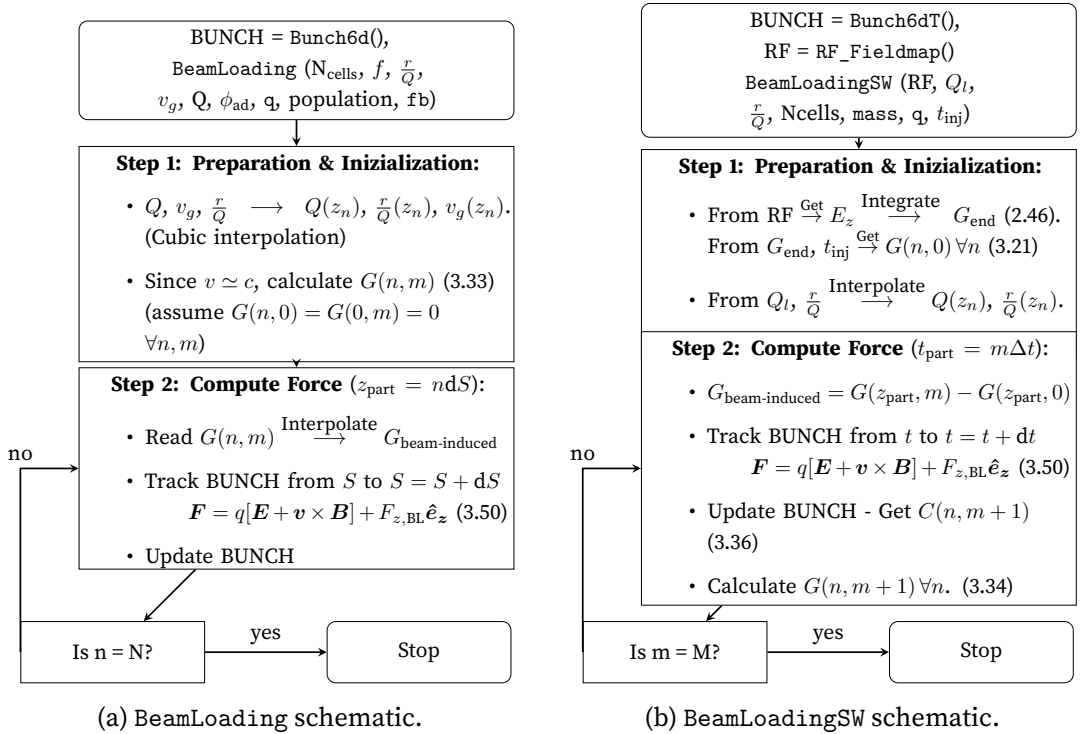 BUNCH = Bunch6d(),
BeamLoading (N_cells, f, r/Q,
v_g, Q, ϕ_ad, q, population, fb)
Step 1: Preparation & Inizialization:
• Q, v_g, r/Q ⟶ Q(z_n), r/Q(z_n), v_g(z_n).
(Cubic interpolation)
• Since v ≃ c, calculate G(n, m) (3.33)
(assume G(n, 0) = G(0, m) = 0
∀n, m)
Step 2: Compute Force (z_part = ndS):
• Read G(n, m) Interpolate ⟶ G_beam-induced
• Track BUNCH from S to S = S + dS
F = q[E + v × B] + F_z,BL ê_z (3.50)
• Update BUNCH
no
Is n = N?
yes
Stop
(a) BeamLoading schematic.
BUNCH = Bunch6dT(),
RF = RF_Fieldmap()
BeamLoadingSW (RF, Q_l,
r/Q, Ncells, mass, q, t_inj)
Step 1: Preparation & Inizialization:
• From RF Get → E_z Integrate ⟶ G_end (2.46).
From G_end, t_inj Get → G(n, 0) ∀n (3.21)
• From Q_l, r/Q Interpolate ⟶ Q(z_n), r/Q(z_n).
Step 2: Compute Force (t_part = mΔt):
• G_beam-induced = G(z_part, m) − G(z_part, 0)
• Track BUNCH from t to t = t + dt
F = q[E + v × B] + F_z,BL ê_z (3.50)
• Update BUNCH - Get C(n, m + 1)
(3.36)
• Calculate G(n, m + 1) ∀n. (3.34)
no
Is m = M?
yes
Stop
(b) BeamLoadingSW schematic.